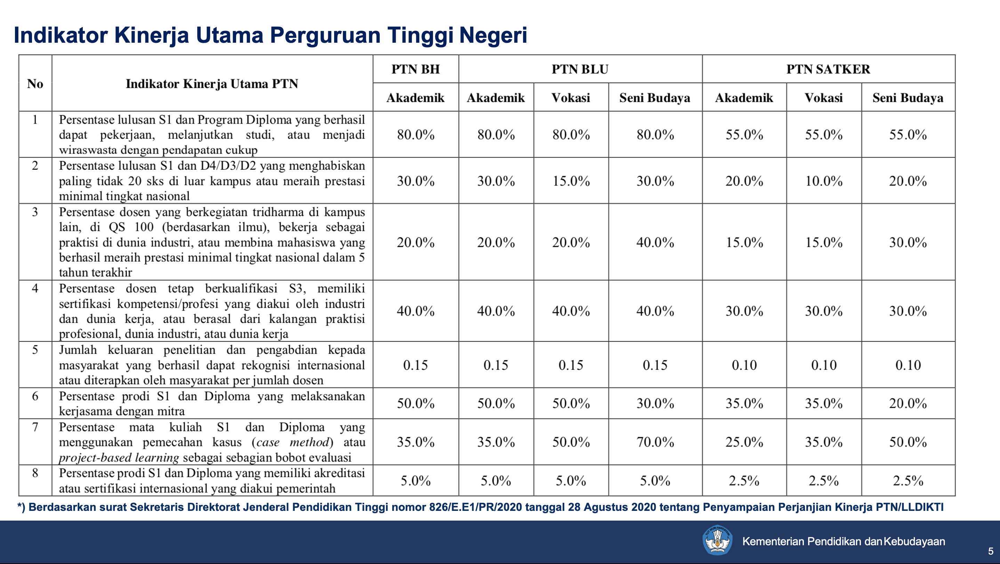 Indikator Kinerja Utama Perguruan Tinggi Negeri
No
Indikator Kinerja Utama PTN
PTN BH
PTN BLU
PTN SATKER
Akademik
Akademik
Vokasi
Seni Budaya
Akademik
Vokasi
Seni Budaya
1
Persentase lulusan S1 dan Program Diploma yang berhasil
dapat pekerjaan, melanjutkan studi, atau menjadi
wiraswasta dengan pendapatan cukup
80.0%
80.0%
80.0%
80.0%
55.0%
55.0%
55.0%
2
Persentase lulusan S1 dan D4/D3/D2 yang menghabiskan
paling tidak 20 sks di luar kampus atau meraih prestasi
minimal tingkat nasional
30.0%
30.0%
15.0%
30.0%
20.0%
10.0%
20.0%
3
Persentase dosen yang berkegiatan tridharma di kampus
lain, di QS 100 (berdasarkan ilmu), bekerja sebagai
praktisi di dunia industri, atau membina mahasiswa yang
berhasil meraih prestasi minimal tingkat nasional dalam 5
tahun terakhir
20.0%
20.0%
20.0%
40.0%
15.0%
15.0%
30.0%
4
Persentase dosen tetap berkualifikasi S3, memiliki
sertifikasi kompetensi/profesi yang diakui oleh industri
dan dunia kerja, atau berasal dari kalangan praktisi
profesional, dunia industri, atau dunia kerja
40.0%
40.0%
40.0%
40.0%
30.0%
30.0%
30.0%
5
Jumlah keluaran penelitian dan pengabdian kepada
masyarakat yang berhasil dapat rekognisi internasional
atau diterapkan oleh masyarakat per jumlah dosen
0.15
0.15
0.15
0.15
0.10
0.10
0.10
6
Persentase prodi S1 dan Diploma yang melaksanakan
kerjasama dengan mitra
50.0%
50.0%
50.0%
30.0%
35.0%
35.0%
20.0%
7
Persentase mata kuliah S1 dan Diploma yang
menggunakan pemecahan kasus (case method) atau
project-based learning sebagai sebagian bobot evaluasi
35.0%
35.0%
50.0%
70.0%
25.0%
35.0%
50.0%
8
Persentase prodi S1 dan Diploma yang memiliki akreditasi
atau sertifikasi internasional yang diakui pemerintah
5.0%
5.0%
5.0%
5.0%
2.5%
2.5%
2.5%
*) Berdasarkan surat Sekretaris Direktorat Jenderal Pendidikan Tinggi nomor 826/E.E1/PR/2020 tanggal 28 Agustus 2020 tentang Penyampaian Perjanjian Kinerja PTN/LLDIKTI
TUT WURI HANDAYANI
Kementerian Pendidikan dan Kebudayaan
5